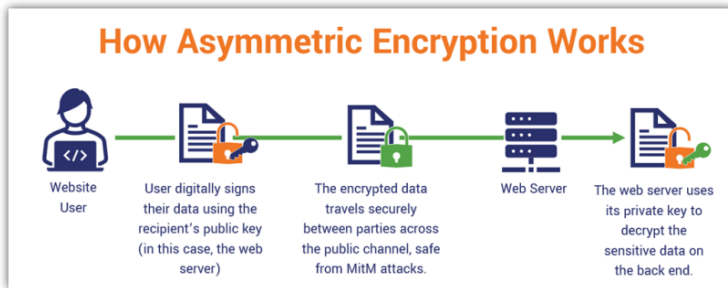 How Asymmetric Encryption Works
</>
Website
User
User digitally signs
their data using the
recipient's public key
(in this case, the web
server)
The encrypted data
travels securely
between parties across
the public channel, safe
from MitM attacks.
Web Server
The web server uses
its private key to
decrypt the
sensitive data on
the back end.